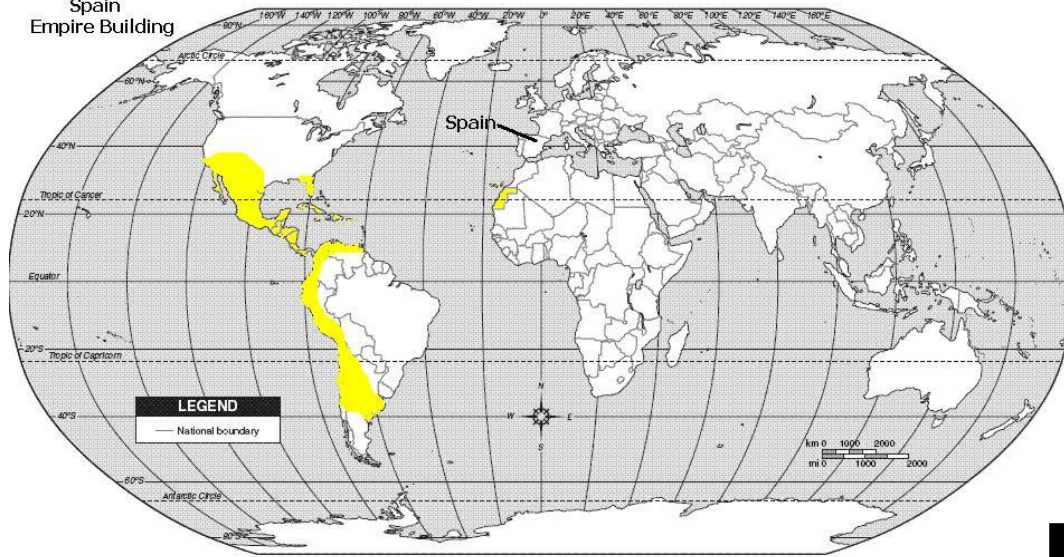 Spain
Empire Building
160°W 140°W 120°W 100°W 80°W 60°W 40°W 20°W 0° 20°E 40°E 60°E 80°E 100°E 120°E 140°E 160°E
80°N
Arctic Circle
60°N
Spain
40°N
Tropic of Cancer
20°N
Equator
20°S
Tropic of Capricorn
N
W E
S
40°S
LEGEND
National boundary
km 0 1000 2000
mi 0 1000 2000
60°S
Antarctic Circle
80°S